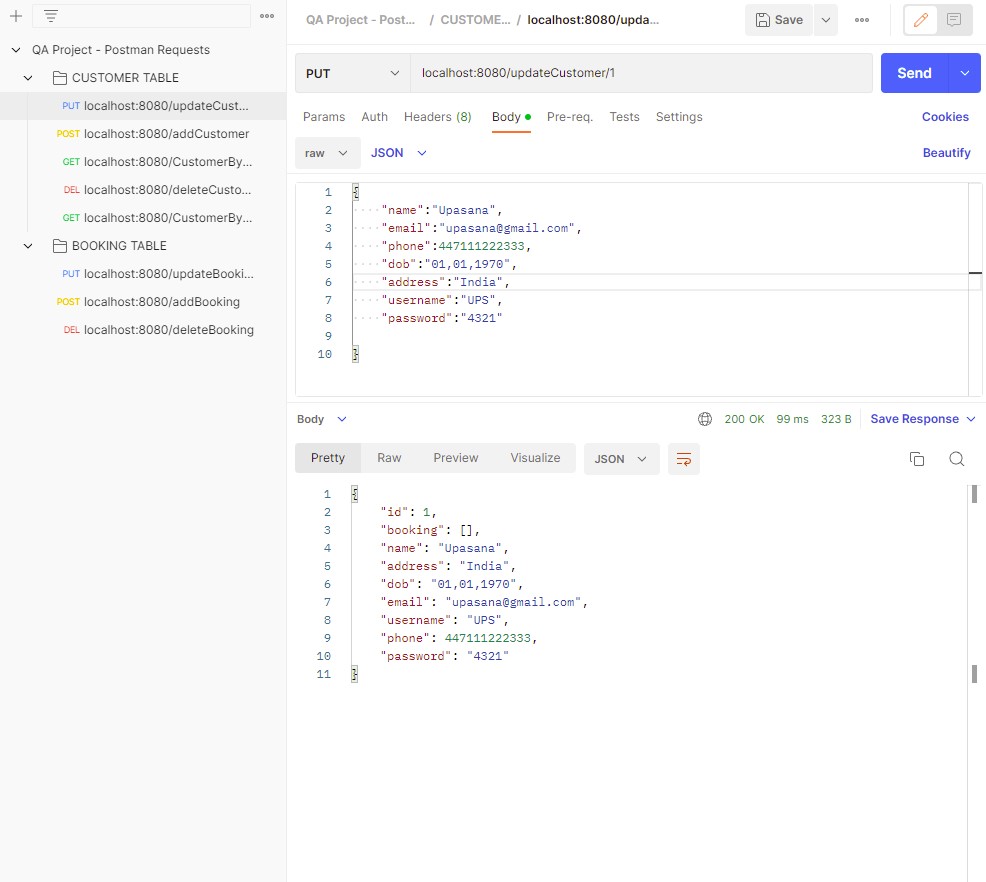 QA Project - Postman Requests
CUSTOMER TABLE
PUT localhost:8080/updateCust...
POST localhost:8080/addCustomer
GET localhost:8080/CustomerBy...
DEL localhost:8080/deleteCusto...
GET localhost:8080/CustomerBy...
BOOKING TABLE
PUT localhost:8080/updateBooki...
POST localhost:8080/addBooking
DEL localhost:8080/deleteBooking
QA Project - Post... / CUSTOME... / localhost:8080/upda... Save
PUT localhost:8080/updateCustomer/1 Send
Params Auth Headers (8) Body Pre-req. Tests Settings Cookies
raw JSON Beautify
1 {
2 "name":"Upasana",
3 "email":"upasana@gmail.com",
4 "phone":447111222333,
5 "dob":"01,01,1970",
6 "address":"India",
7 "username":"UPS",
8 "password":"4321"
9
10 }
Body 200 OK 99 ms 323 B Save Response
Pretty Raw Preview Visualize JSON
1 {
2 "id": 1,
3 "booking": [],
4 "name": "Upasana",
5 "address": "India",
6 "dob": "01,01,1970",
7 "email": "upasana@gmail.com",
8 "username": "UPS",
9 "phone": 447111222333,
10 "password": "4321"
11 }